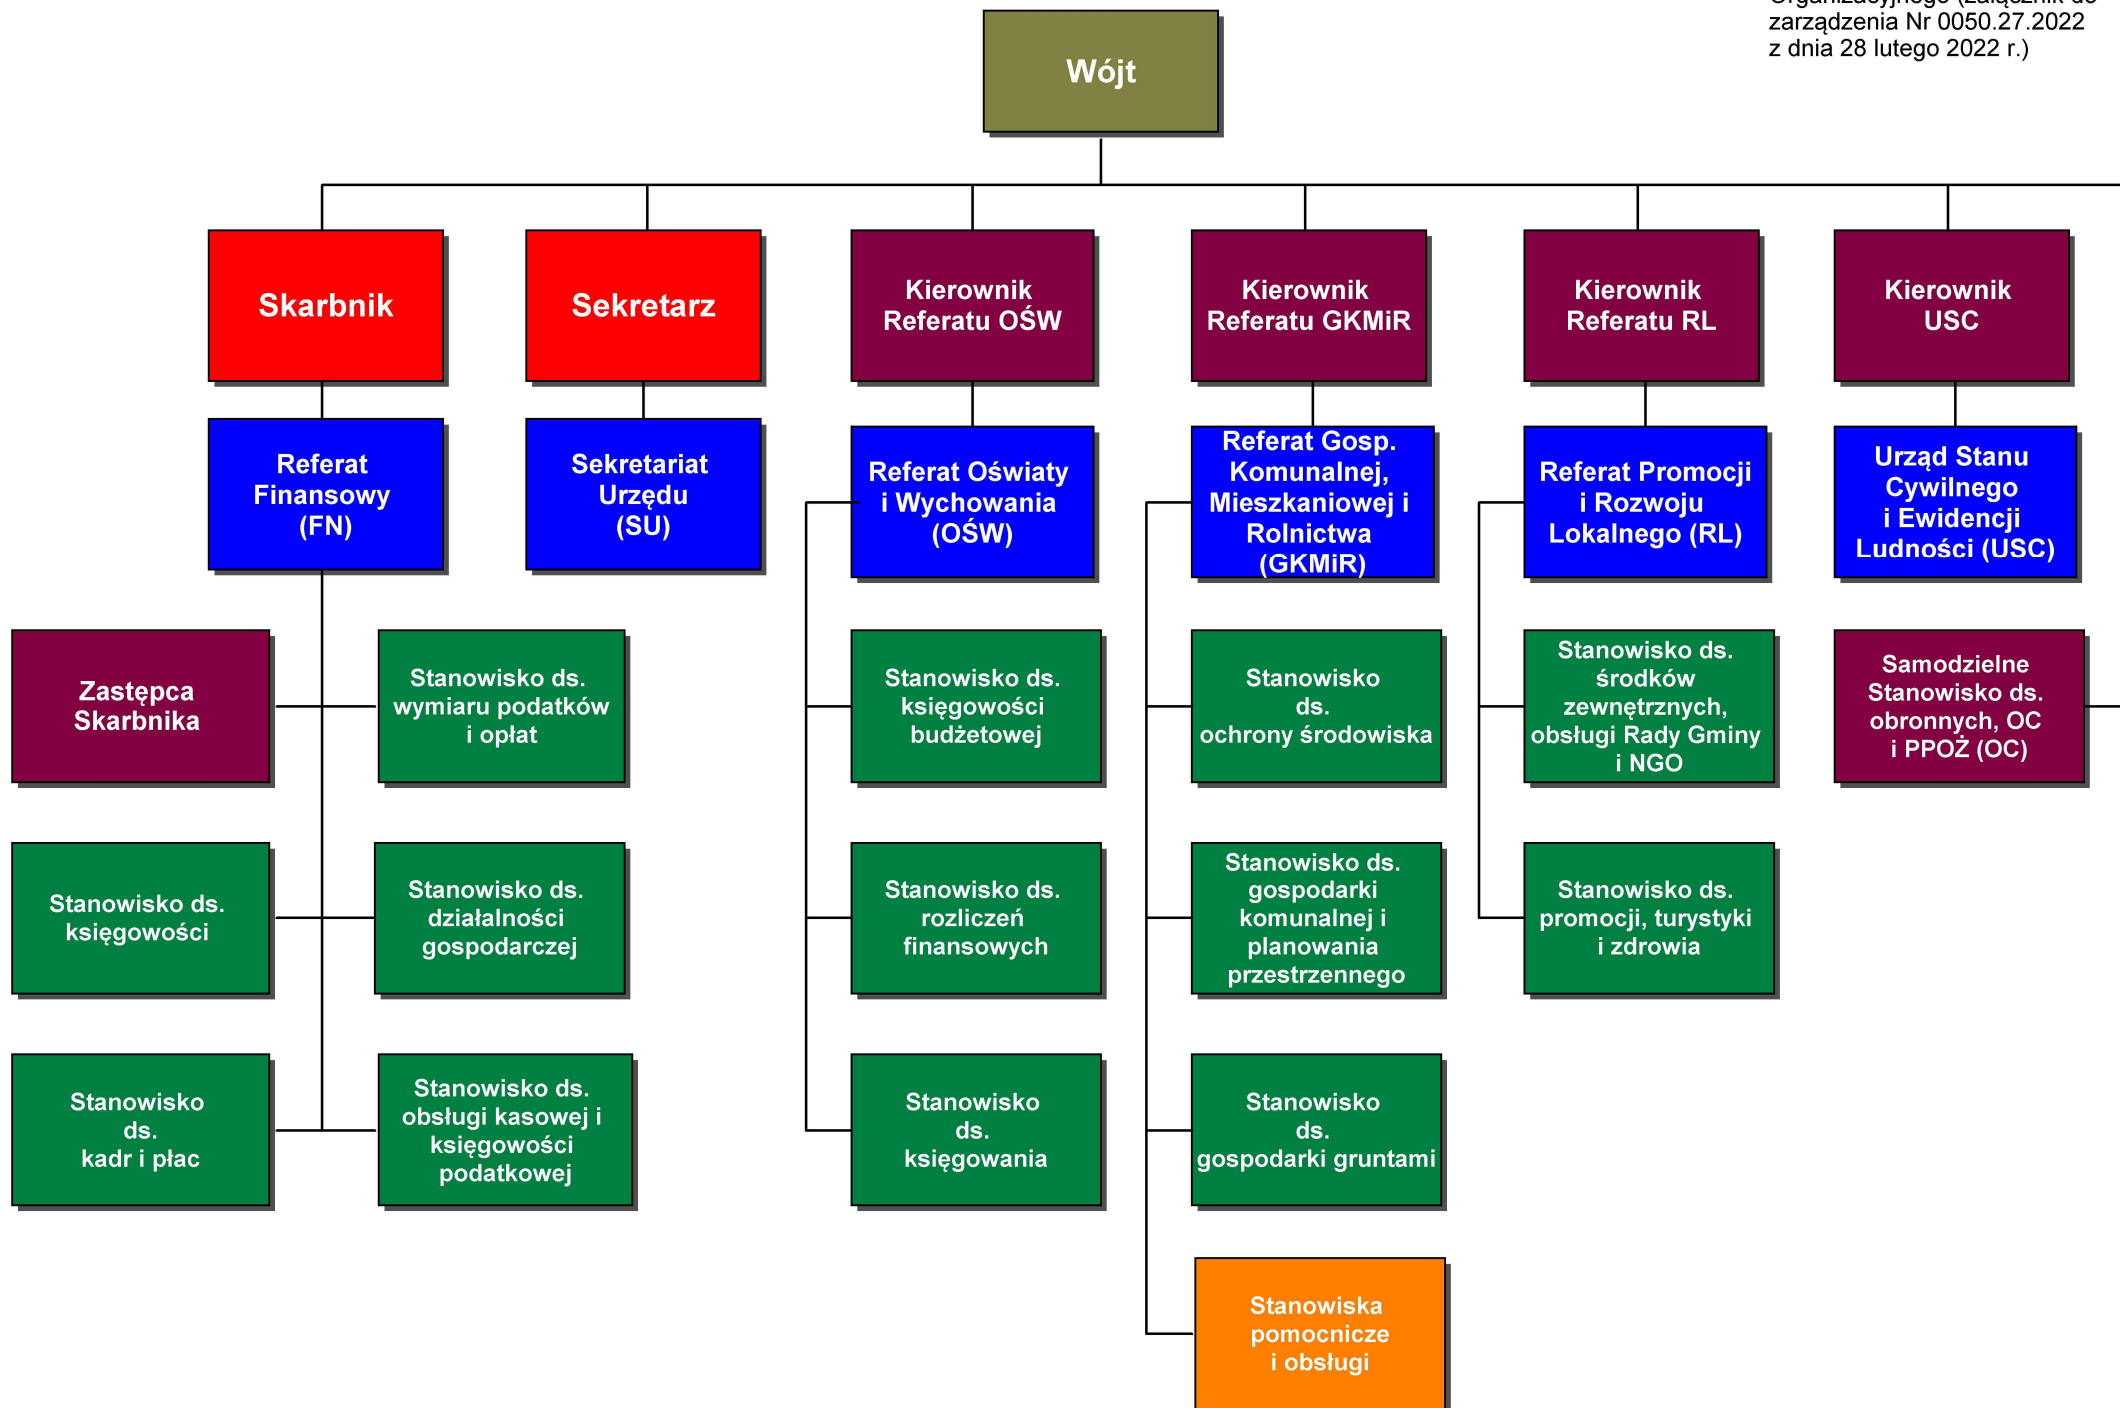 zarządzenia Nr 0050.27.2022
z dnia 28 lutego 2022 r.)
Wójt
Skarbnik
Sekretarz
Kierownik
Referatu OŚW
Kierownik
Referatu GKMiR
Kierownik
Referatu RL
Kierownik
USC
Referat
Finansowy
(FN)
Sekretariat
Urzędu
(SU)
Referat Oświaty
i Wychowania
(OŚW)
Referat Gosp.
Komunalnej,
Mieszkaniowej i
Rolnictwa
(GKMiR)
Referat Promocji
i Rozwoju
Lokalnego (RL)
Urząd Stanu
Cywilnego
i Ewidencji
Ludności (USC)
Zastępca
Skarbnika
Stanowisko ds.
wymiaru podatków
i opłat
Stanowisko ds.
księgowości
budżetowej
Stanowisko
ds.
ochrony środowiska
Stanowisko ds.
środków
zewnętrznych,
obsługi Rady Gminy
i NGO
Samodzielne
Stanowisko ds.
obronnych, OC
i PPOŻ (OC)
Stanowisko ds.
księgowości
Stanowisko ds.
działalności
gospodarczej
Stanowisko ds.
rozliczeń
finansowych
Stanowisko ds.
gospodarki
komunalnej i
planowania
przestrzennego
Stanowisko ds.
promocji, turystyki
i zdrowia
Stanowisko
ds.
kadr i płac
Stanowisko ds.
obsługi kasowej i
księgowości
podatkowej
Stanowisko
ds.
księgowania
Stanowisko
ds.
gospodarki gruntami
Stanowiska
pomocnicze
i obsługi